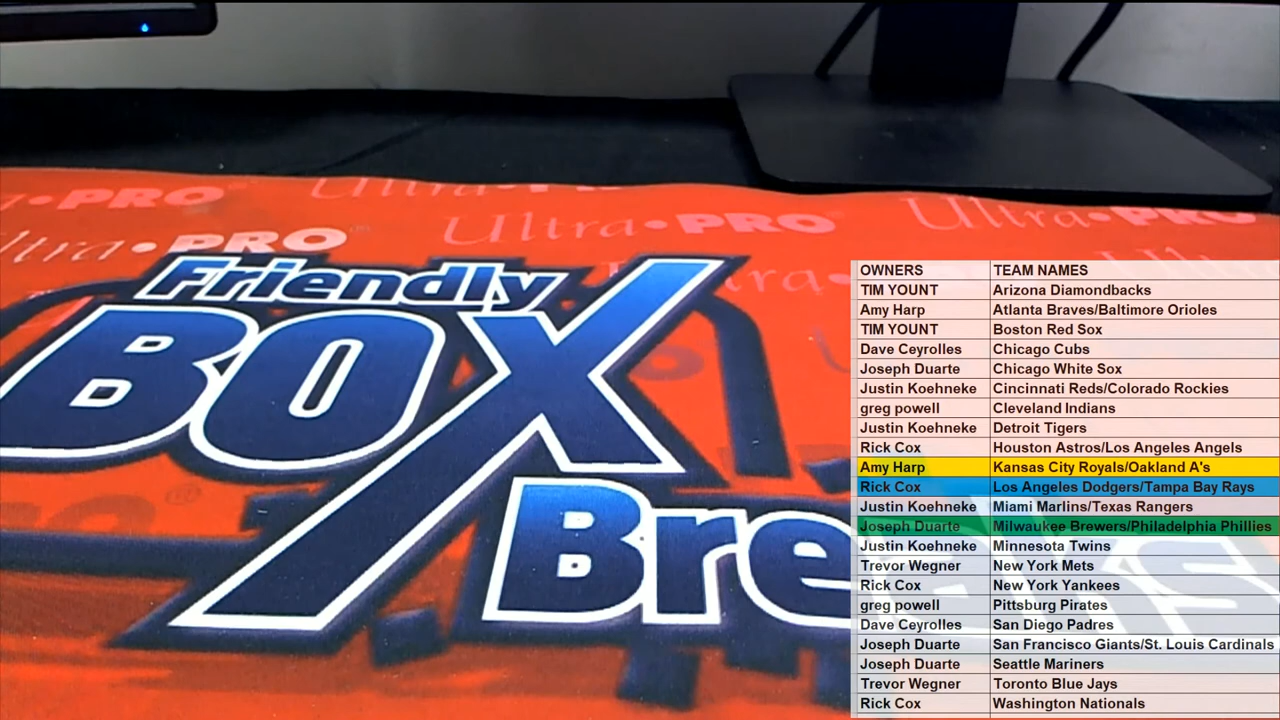 Ultra•PRO
Ultra•PRO
Ultra•PRO
Ultra•PRO
Friendly
BOX
Bre
OWNERS TEAM NAMES
TIM YOUNT Arizona Diamondbacks
Amy Harp Atlanta Braves/Baltimore Orioles
TIM YOUNT Boston Red Sox
Dave Ceyrolles Chicago Cubs
Joseph Duarte Chicago White Sox
Justin Koehneke Cincinnati Reds/Colorado Rockies
greg powell Cleveland Indians
Justin Koehneke Detroit Tigers
Rick Cox Houston Astros/Los Angeles Angels
Amy Harp Kansas City Royals/Oakland A's
Rick Cox Los Angeles Dodgers/Tampa Bay Rays
Justin Koehneke Miami Marlins/Texas Rangers
Joseph Duarte Milwaukee Brewers/Philadelphia Phillies
Justin Koehneke Minnesota Twins
Trevor Wegner New York Mets
Rick Cox New York Yankees
greg powell Pittsburg Pirates
Dave Ceyrolles San Diego Padres
Joseph Duarte San Francisco Giants/St. Louis Cardinals
Joseph Duarte Seattle Mariners
Trevor Wegner Toronto Blue Jays
Rick Cox Washington Nationals